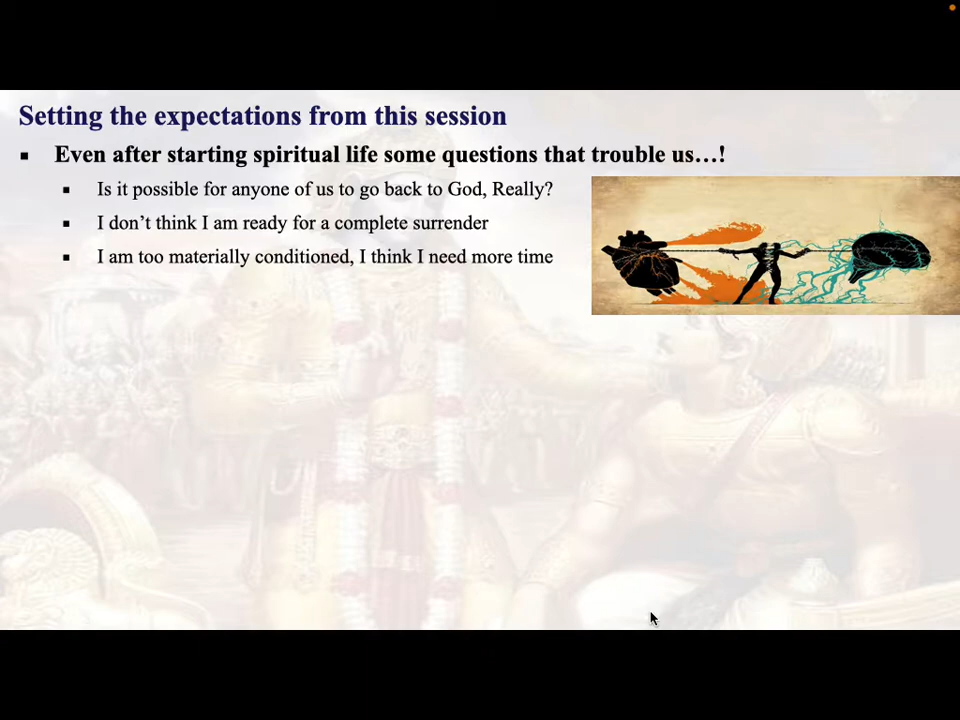 Setting the expectations from this session
▪ Even after starting spiritual life some questions that trouble us…!
▪ Is it possible for anyone of us to go back to God, Really?
▪ I don’t think I am ready for a complete surrender
▪ I am too materially conditioned, I think I need more time